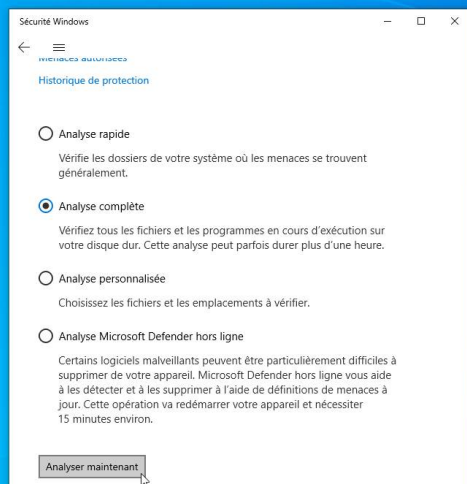 Sécurité Windows
Menaces autorisées
Historique de protection
Analyse rapide
Vérifie les dossiers de votre système où les menaces se trouvent
généralement.
Analyse complète
Vérifiez tous les fichiers et les programmes en cours d'exécution sur
votre disque dur. Cette analyse peut parfois durer plus d'une heure.
Analyse personnalisée
Choisissez les fichiers et les emplacements à vérifier.
Analyse Microsoft Defender hors ligne
Certains logiciels malveillants peuvent être particulièrement difficiles à
supprimer de votre appareil. Microsoft Defender hors ligne vous aide
à les détecter et à les supprimer à l'aide de définitions de menaces à
jour. Cette opération va redémarrer votre appareil et nécessiter
15 minutes environ.
Analyser maintenant